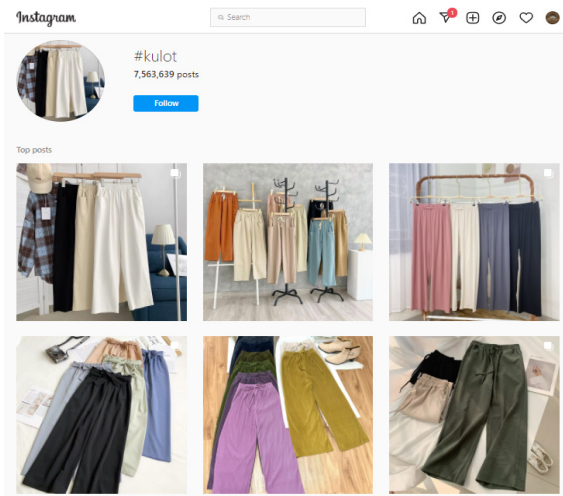 Instagram
Search
1
#kulot
7,563,639 posts
Follow
Top posts